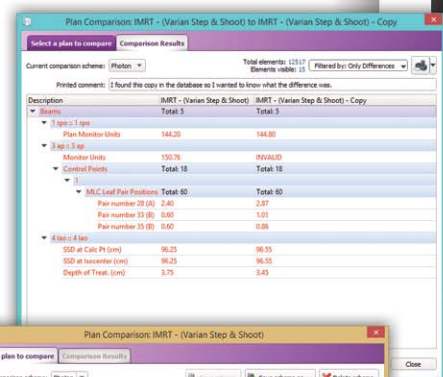 Plan Comparison: IMRT - (Varian Step & Shoot) to IMRT - (Varian Step & Shoot) - Copy
Select a plan to compare Comparison Results
Current comparison scheme: Photon Total elements: 12517 Filtered by: Only Differences
Elements visible: 15
Printed comment: I found this copy in the database so I wanted to know what the difference was.
Description IMRT - (Varian Step & Shoot) IMRT - (Varian Step & Shoot) - Copy
Beams Total: 5 Total: 5
1 rpo :: 1 rpo
Plan Monitor Units 144.20 144.80
3 ap :: 3 ap
Monitor Units 150.76 INVALID
Control Points Total: 18 Total: 18
1
MLC Leaf Pair Positions Total: 60 Total: 60
Pair number 28 (A) 2.40 2.87
Pair number 33 (B) 0.60 1.01
Pair number 35 (B) 0.60 0.86
4 lao :: 4 lao
SSD at Calc Pt (cm) 96.25 96.55
SSD at Isocenter (cm) 96.25 96.55
Depth of Treat. (cm) 3.75 3.45
Close
Plan Comparison: IMRT - (Varian Step & Shoot)
plan to compare Comparison Results
scheme: Photon Save scheme as Delete scheme